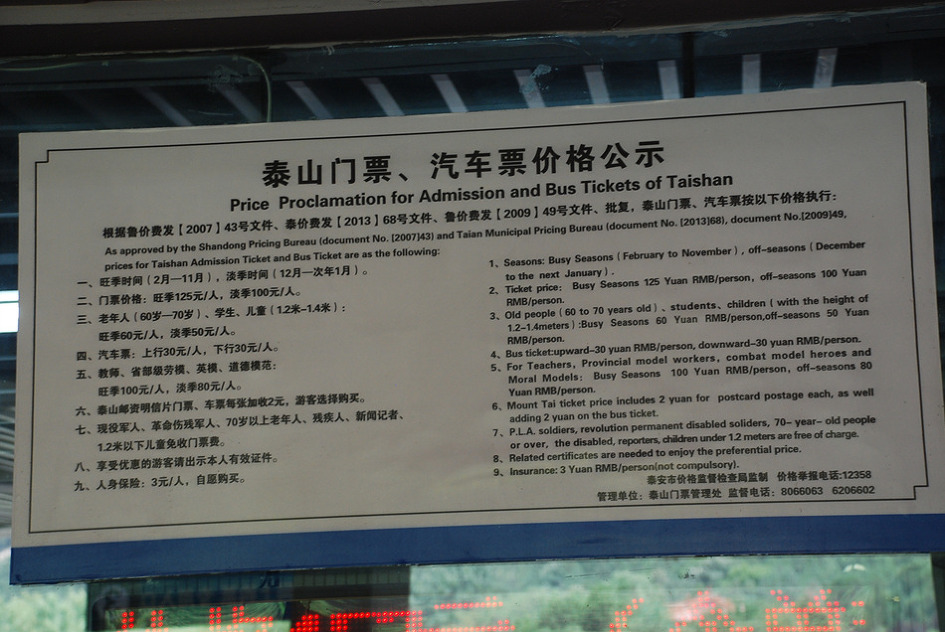 泰山门票、汽车票价格公示
Price Proclamation for Admission and Bus Tickets of Taishan
根据鲁价费发【2007】43号文件、泰价费发【2013】68号文件、鲁价费发【2009】49号文件、批复，泰山门票、汽车票按以下价格执行：
As approved by the Shandong Pricing Bureau (document No. [2007]43) and Taian Municipal Pricing Bureau (document No. [2013]68), document No.[2009]49,
prices for Taishan Admission Ticket and Bus Ticket are as the following:
一、旺季时间（2月—11月），淡季时间（12月—次年1月）。
二、门票价格：旺季125元/人，淡季100元/人。
三、老年人（60岁—70岁）、学生、儿童（1.2米-1.4米）：
旺季60元/人，淡季50元/人。
四、汽车票：上行30元/人，下行30元/人。
五、教师、省部级劳模、英模、道德模范：
旺季100元/人，淡季80元/人。
六、泰山邮资明信片门票、车票每张加收2元，游客选择购买。
七、现役军人、革命伤残军人、70岁以上老年人、残疾人、新闻记者、
1.2米以下儿童免收门票费。
八、享受优惠的游客请出示本人有效证件。
九、人身保险：3元/人，自愿购买。
1、Seasons: Busy Seasons (February to November) , off-seasons (December
to the next January) .
2、Ticket price: Busy Seasons 125 Yuan RMB/person, off-seasons 100 Yuan
RMB/person.
3、Old people (60 to 70 years old) 、students、children ( with the height of
1.2-1.4meters) :Busy Seasons 60 Yuan RMB/person,off-seasons 50 Yuan
RMB/person.
4、Bus ticket:upward-30 yuan RMB/person, downward-30 yuan RMB/person.
5、For Teachers, Provincial model workers, combat model heroes and
Moral Models: Busy Seasons 100 Yuan RMB/person, off-seasons 80
Yuan RMB/person.
6、Mount Tai ticket price includes 2 yuan for postcard postage each, as well
adding 2 yuan on the bus ticket.
7、P.L.A. soldiers, revolution permanent disabled soliders, 70- year- old people
or over, the disabled, reporters, children under 1.2 meters are free of charge.
8、Related certificates are needed to enjoy the preferential price.
9、Insurance: 3 Yuan RMB/person(not compulsory).
泰安市价格监督检查局监制 价格举报电话:12358
管理单位：泰山门票管理处 监督电话：8066063 6206602